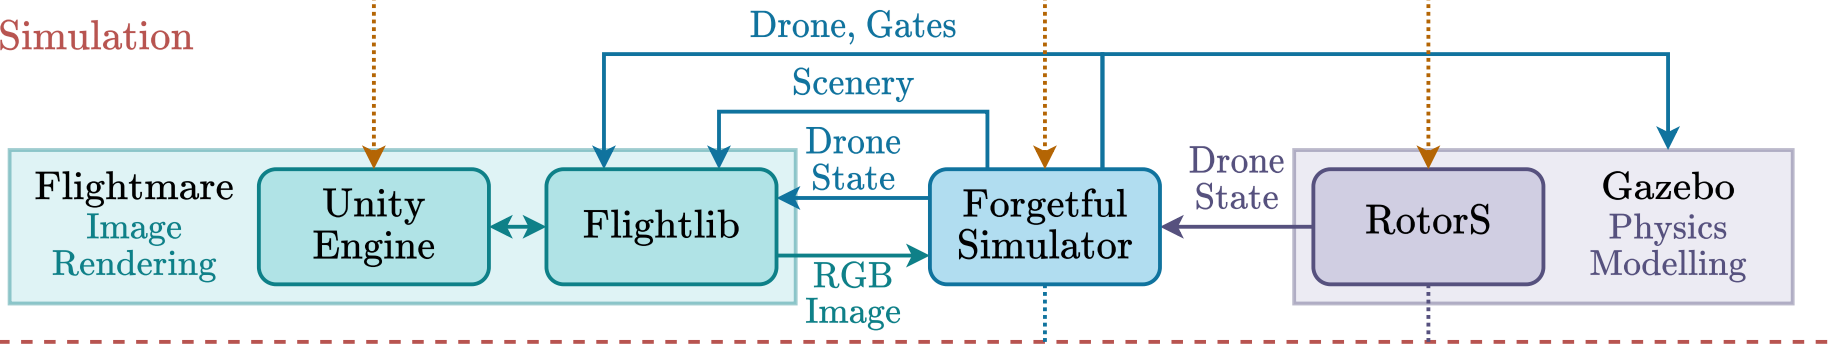 Simulation
Drone, Gates
Scenery
Drone
State
Flightmare
Image
Rendering
Unity
Engine
Flightlib
RGB
Image
Forgetful
Simulator
Drone
State
RotorS
Gazebo
Physics
Modelling